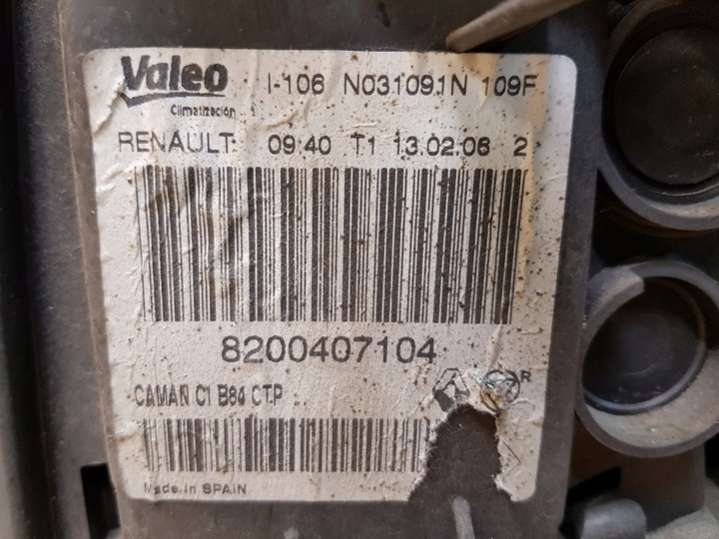 Valeo I-106 N031091N 109F
Climatización
RENAULT 09:40 T1 13.02.06 2
8200407104
CAMAN C1 B84 CTP
R
Made in SPAIN